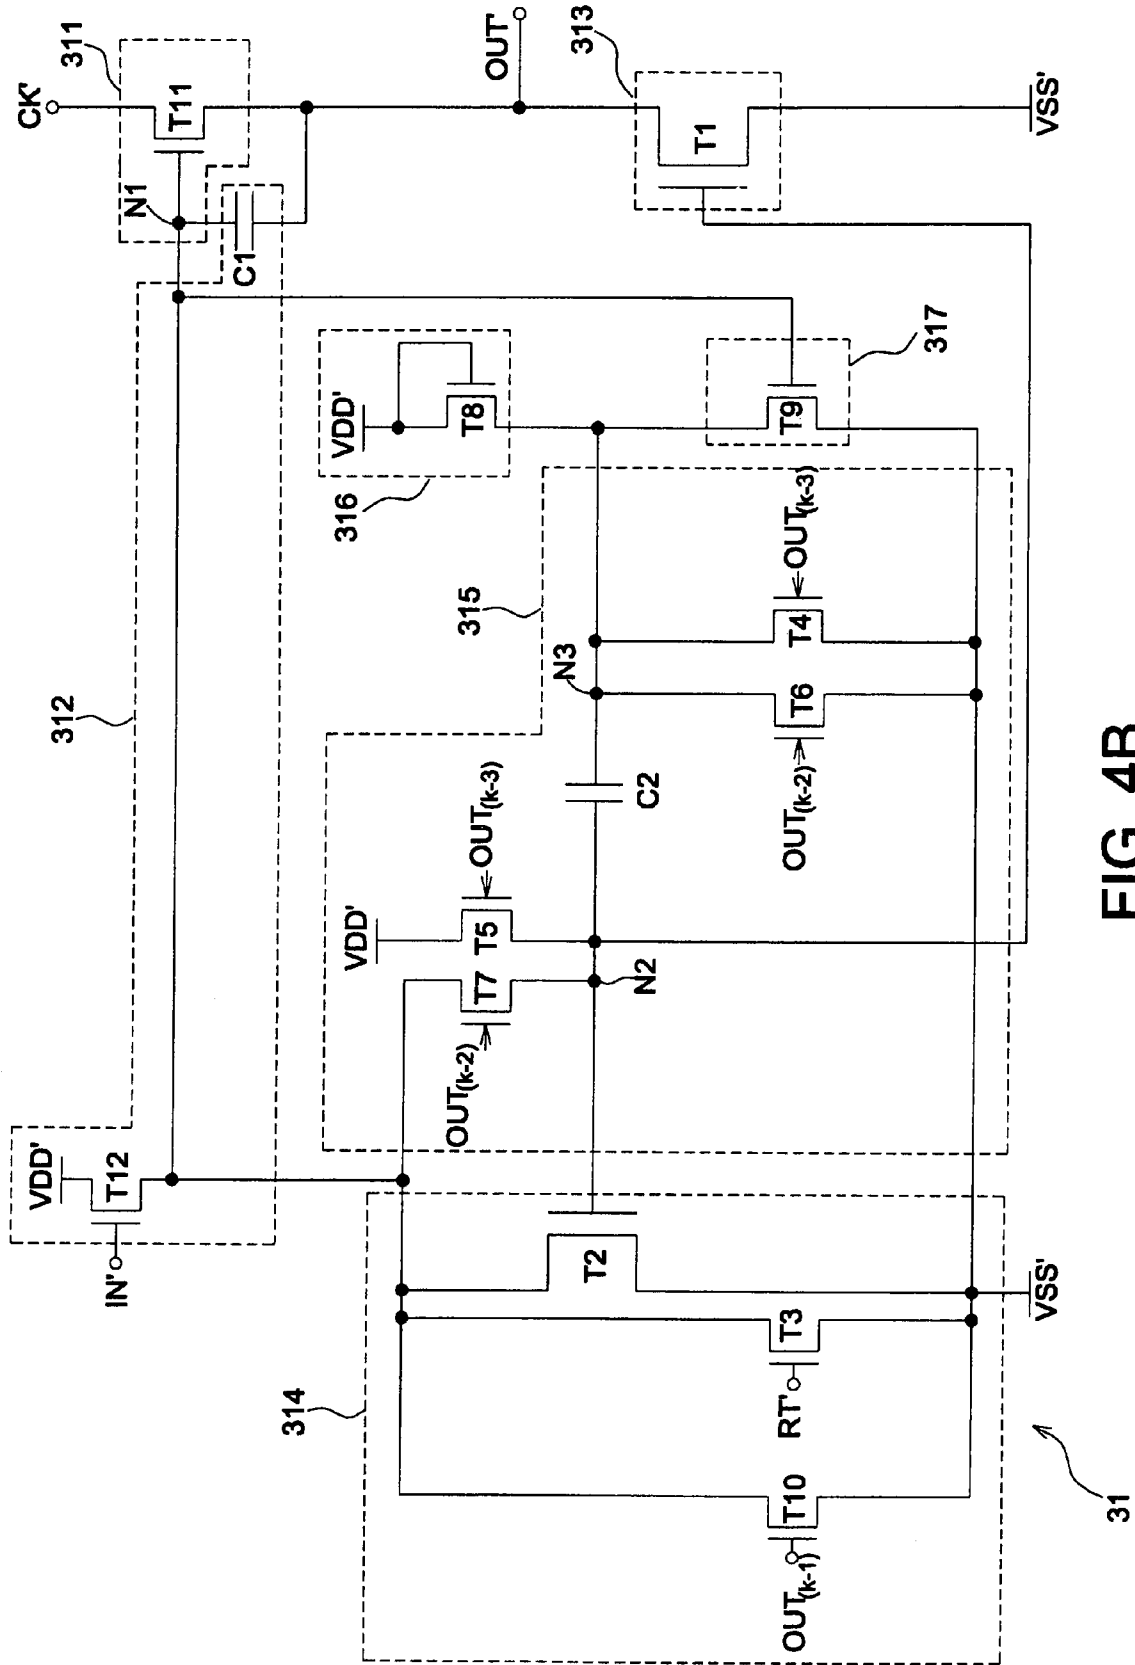 CK'
311
T11
OUT'
313
N1
T1
VSS'
C1
312
VDD'
T12
IN'
VDD'
T8
316
T9
317
315
N3
OUT(k-3)
T4
T6
OUT(k-2)
C2
VDD'
T5
OUT(k-3)
T7
OUT(k-2)
N2
314
T2
T3
RT'
T10
OUT(k-1)
VSS'
31
FIG. 4B